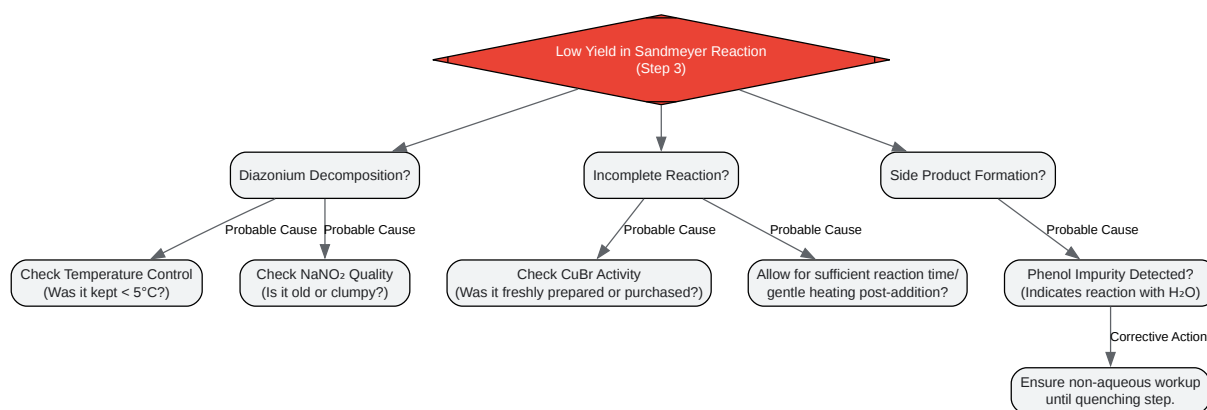 Low Yield in Sandmeyer Reaction
(Step 3)
Diazonium Decomposition?
Incomplete Reaction?
Side Product Formation?
Probable Cause
Probable Cause
Probable Cause
Probable Cause
Probable Cause
Check Temperature Control
(Was it kept < 5°C?)
Check NaNO₂ Quality
(Is it old or clumpy?)
Check CuBr Activity
(Was it freshly prepared or purchased?)
Allow for sufficient reaction time/
gentle heating post-addition?
Phenol Impurity Detected?
(Indicates reaction with H₂O)
Corrective Action
Ensure non-aqueous workup
until quenching step.